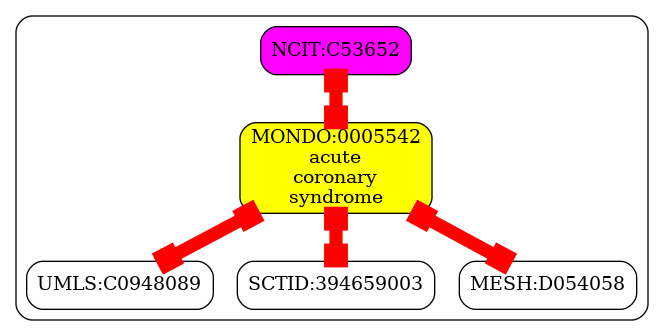 NCIT:C53652
MONDO:0005542
acute
coronary
syndrome
UMLS:C0948089
SCTID:394659003
MESH:D054058